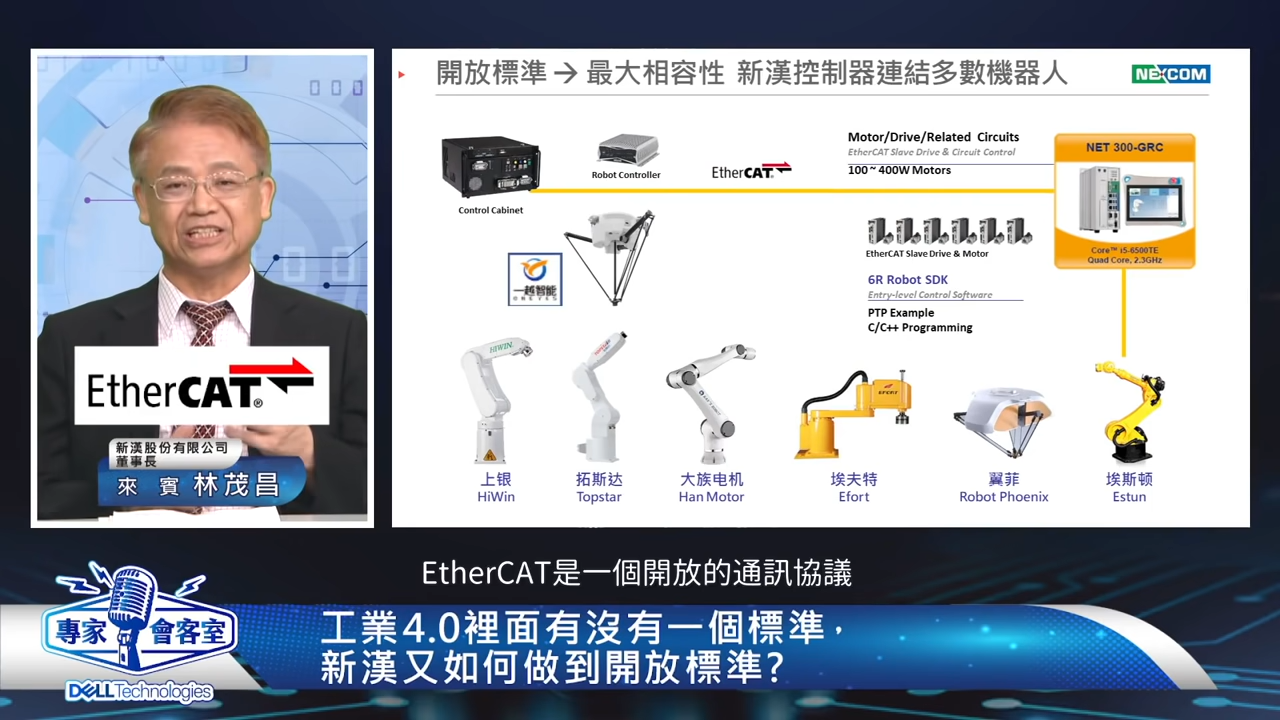 開放標準→最大相容性 新漢控制器連結多數機器人
NEXCOM
Control Cabinet
Robot Controller
EtherCAT®
Motor/Drive/Related Circuits
EtherCAT Slave Drive & Circuit Control
100 ~ 400W Motors
NET 300-GRC
Core™ i5-6500TE
Quad Core, 2.3GHz
一越智能
ONEYES
EtherCAT Slave Drive & Motor
6R Robot SDK
Entry-level Control Software
PTP Example
C/C++ Programming
HIWIN
EFORT
上银
HiWin
拓斯达
Topstar
大族电机
Han Motor
埃夫特
Efort
翼菲
Robot Phoenix
埃斯顿
Estun
EtherCAT®
新漢股份有限公司
董事長
來 賓 林茂昌
EtherCAT是一個開放的通訊協議
專家會客室
DELLTechnologies
工業4.0裡面有沒有一個標準，
新漢又如何做到開放標準？